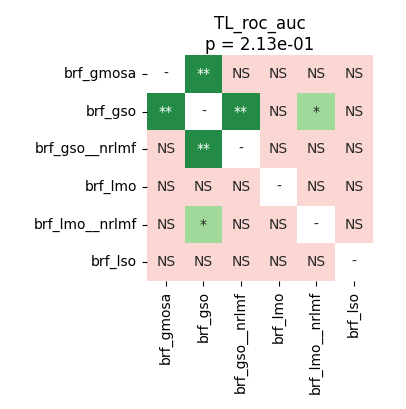 TL_roc_auc
p = 2.13e-01
brf_gmosa - ** NS NS NS NS
brf_gso ** - ** NS * NS
brf_gso__nrlmf NS ** - NS NS NS
brf_lmo NS NS NS - NS NS
brf_lmo__nrlmf NS * NS NS - NS
brf_lso NS NS NS NS NS -
brf_gmosa
brf_gso
brf_gso__nrlmf
brf_lmo
brf_lmo__nrlmf
brf_lso